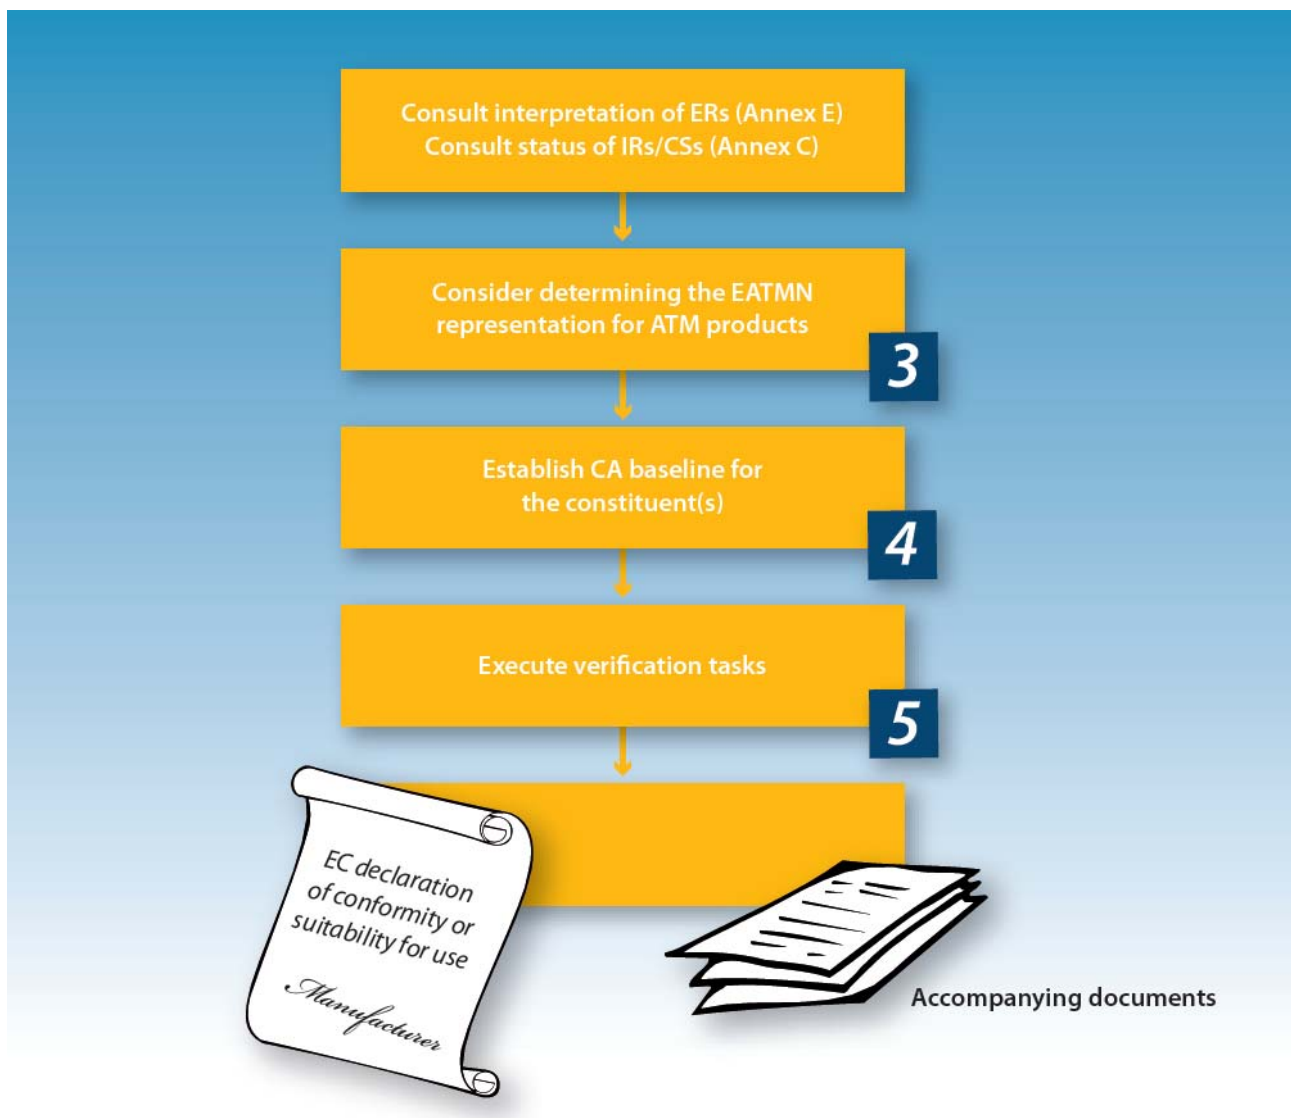 Consult interpretation of ERs (Annex E)
Consult status of IRs/CSs (Annex C)
Consider determining the EATMN
representation for ATM products
3
Establish CA baseline for
the constituent(s)
4
Execute verification tasks
5
EC declaration
of conformity or
suitability for use
Manufacturer
Accompanying documents